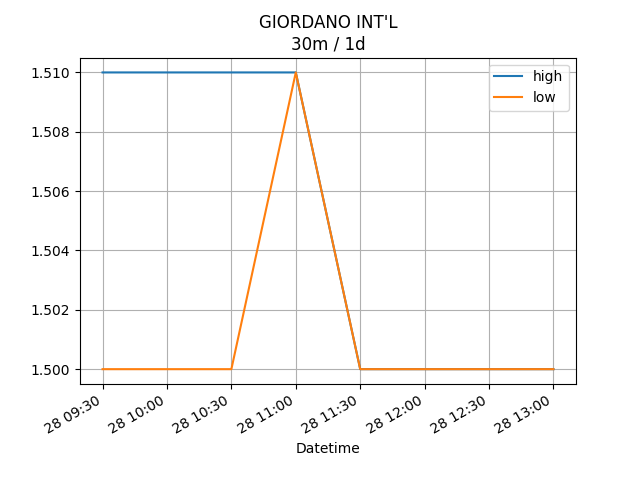 GIORDANO INT'L
30m / 1d
high
low
1.510
1.508
1.506
1.504
1.502
1.500
28 09:30
28 10:00
28 10:30
28 11:00
28 11:30
28 12:00
28 12:30
28 13:00
Datetime